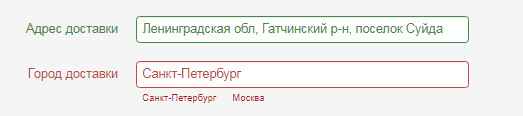 Адрес доставки Ленинградская обл, Гатчинский р-н, поселок Суйда
Город доставки Санкт-Петербург
Санкт-Петербург Москва